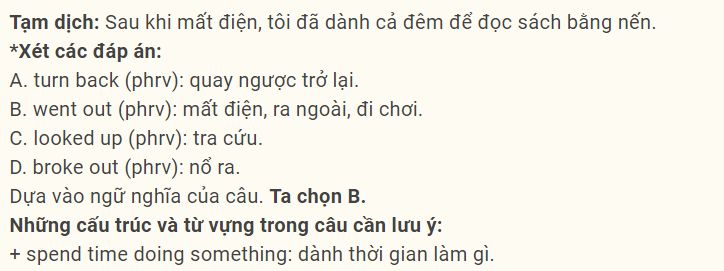 Tạm dịch: Sau khi mất điện, tôi đã dành cả đêm để đọc sách bằng nến.
*Xét các đáp án:
A. turn back (phrv): quay ngược trở lại.
B. went out (phrv): mất điện, ra ngoài, đi chơi.
C. looked up (phrv): tra cứu.
D. broke out (phrv): nổ ra.
Dựa vào ngữ nghĩa của câu. Ta chọn B.
Những cấu trúc và từ vựng trong câu cần lưu ý:
+ spend time doing something: dành thời gian làm gì.